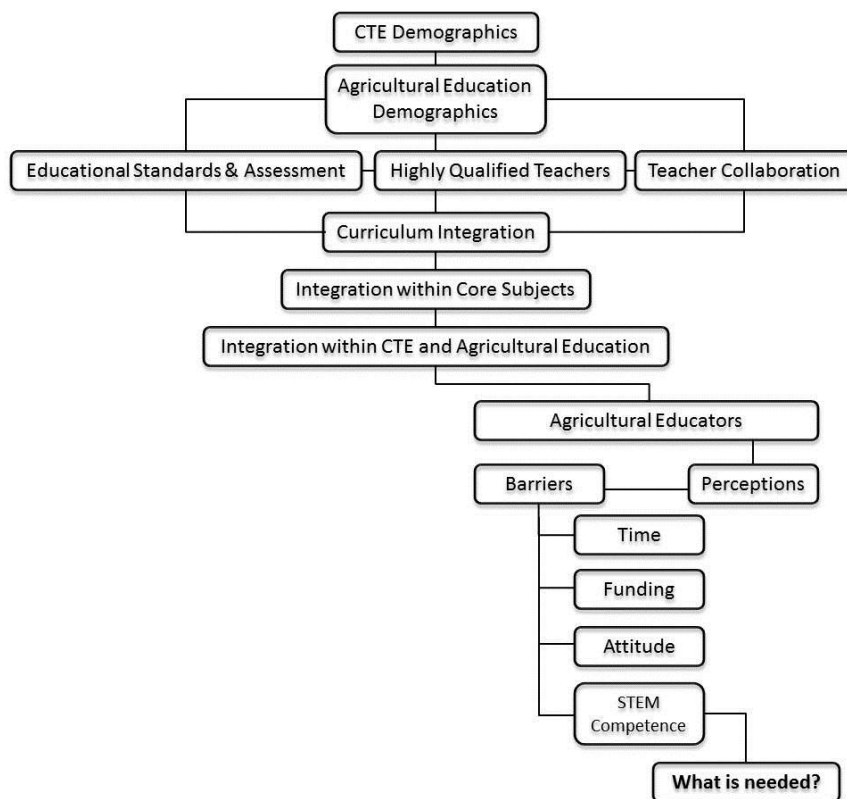 CTE Demographics
Agricultural Education
Demographics
Educational Standards & Assessment
Highly Qualified Teachers
Teacher Collaboration
Curriculum Integration
Integration within Core Subjects
Integration within CTE and Agricultural Education
Agricultural Educators
Barriers
Perceptions
Time
Funding
Attitude
STEM
Competence
What is needed?